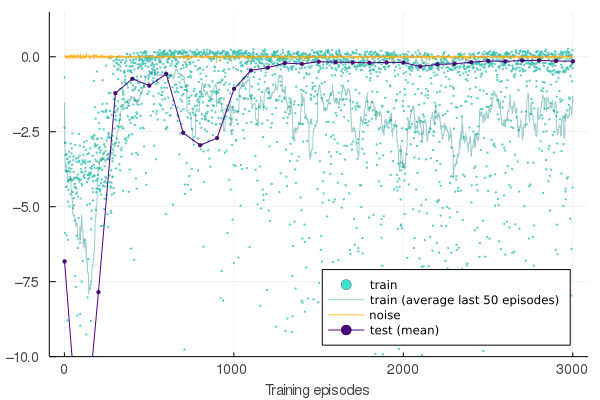 0.0
−2.5
−5.0
−7.5
−10.0
0
1000
2000
3000
Training episodes
train
train (average last 50 episodes)
noise
test (mean)